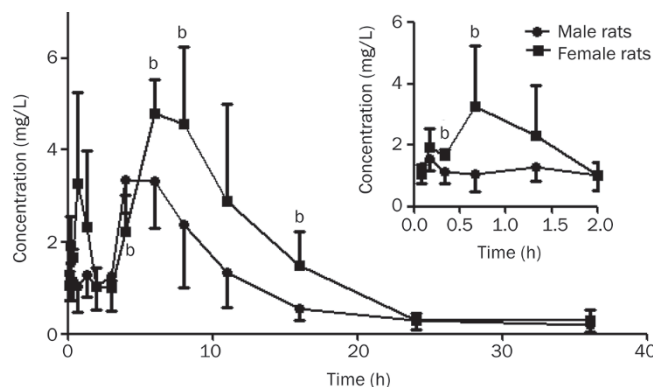 Concentration (mg/L)
6
4
2
0
0
10
20
30
40
Time (h)
b
b
b
b
Concentration (mg/L)
6
4
2
0
0.0
0.5
1.0
1.5
2.0
Time (h)
b
b
Male rats
Female rats